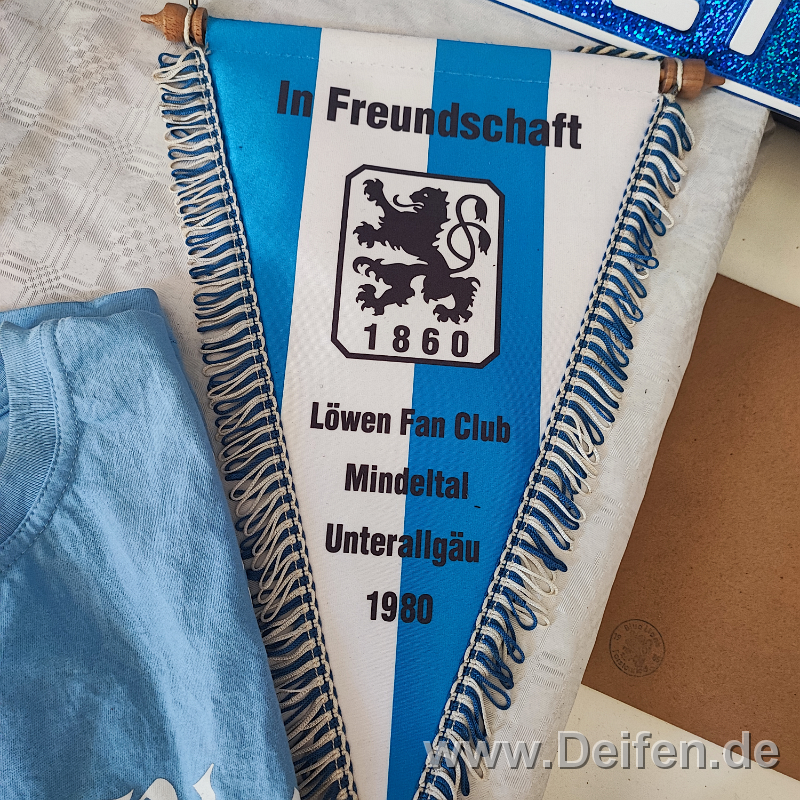 In Freundschaft
1860
Löwen Fan Club
Mindeltal
Unterallgäu
1980
www.Deifen.de